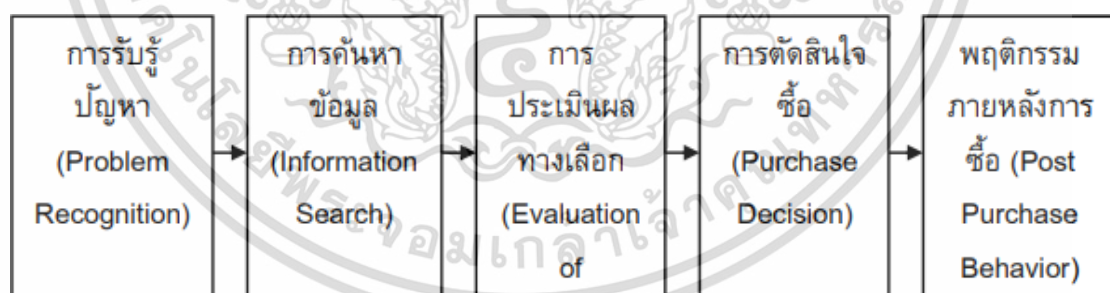 การรับรู้
ปัญหา
(Problem
Recognition)
การค้นหา
ข้อมูล
(Information
Search)
การ
ประเมินผล
ทางเลือก
(Evaluation
of
การตัดสินใจ
ซื้อ
(Purchase
Decision)
พฤติกรรม
ภายหลังการ
ซื้อ (Post
Purchase
Behavior)